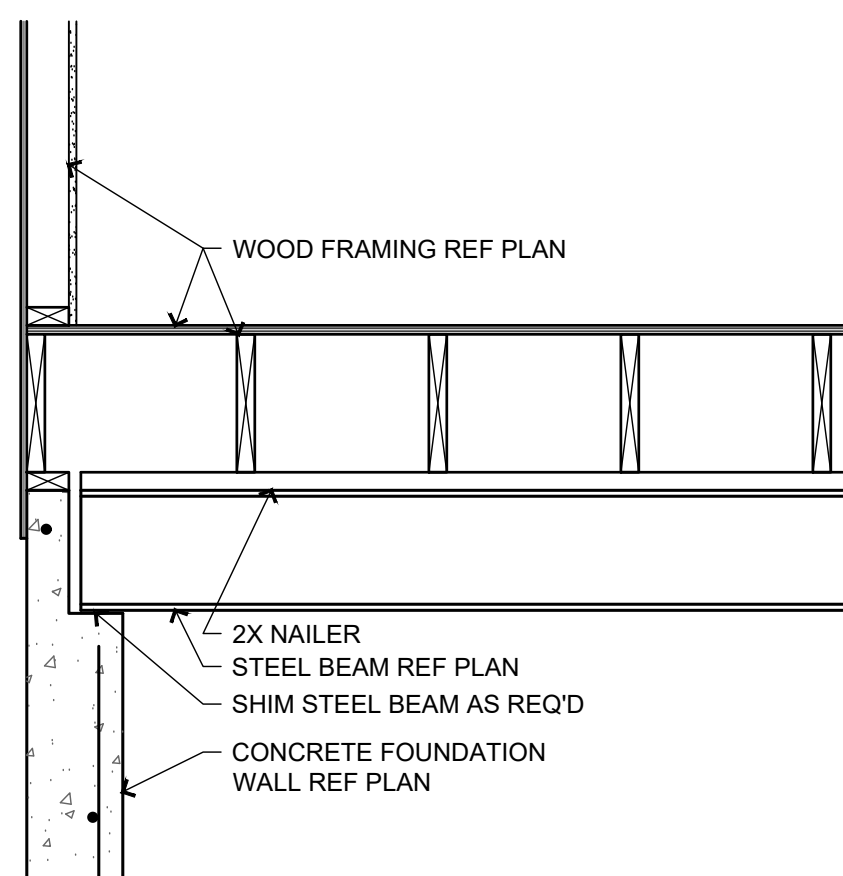 WOOD FRAMING REF PLAN
2X NAILER
STEEL BEAM REF PLAN
SHIM STEEL BEAM AS REQ'D
CONCRETE FOUNDATION
WALL REF PLAN